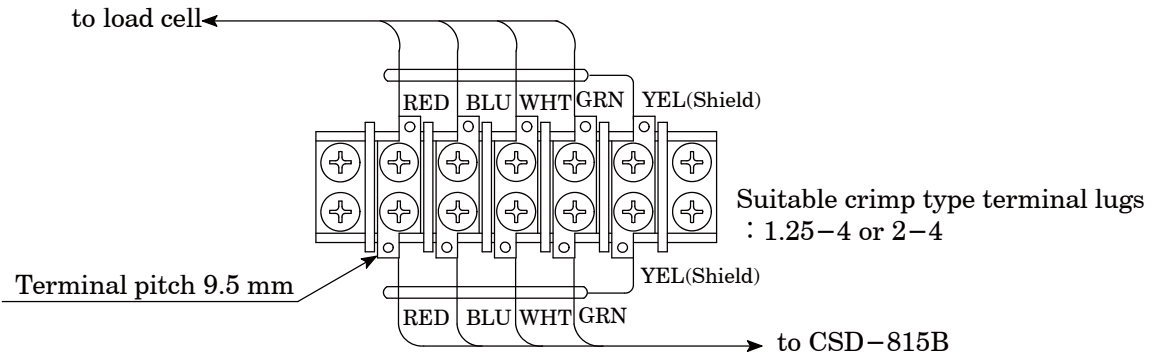 to load cell
RED BLU WHT GRN YEL(Shield)
Suitable crimp type terminal lugs
：1.25−4 or 2−4
YEL(Shield)
Terminal pitch 9.5 mm
RED BLU WHT GRN
to CSD−815B